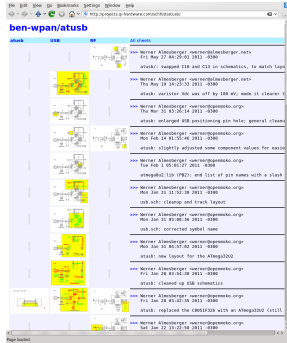 File Edit View Go Bookmarks Settings Window Help
http://projects.qi-hardware.com/schhist/atusb/
ben-wpan/atusb
atusb USB RF All sheets
>>> Werner Almesberger <werner@almesberger.net>
Fri May 27 04:29:01 2011 -0300
atusb: swapped C18 and C13 in schematics, to match layo
>>> Werner Almesberger <werner@almesberger.net>
Thu May 19 14:23:33 2011 -0300
atusb: varistor Vdc was off by 100 mV; made it clearer t
>>> Werner Almesberger <werner@openmoko.org>
Thu Mar 31 03:26:14 2011 -0300
atusb: enlarged USB positioning pin hole; general cleanu
>>> Werner Almesberger <werner@openmoko.org>
Mon Feb 14 01:55:46 2011 -0300
atusb: slightly adjusted some component values for easie
>>> Werner Almesberger <werner@openmoko.org>
Tue Feb 1 05:01:27 2011 -0300
atmega8u2.lib (PB2): end list of pin names with a slash
>>> Werner Almesberger <werner@openmoko.org>
Mon Jan 31 11:52:30 2011 -0300
usb.sch: cleanup and track layout
>>> Werner Almesberger <werner@openmoko.org>
Mon Jan 31 05:08:36 2011 -0300
usb.sch: corrected symbol name
>>> Werner Almesberger <werner@openmoko.org>
Mon Jan 31 04:57:02 2011 -0300
atusb: new layout for the ATmega32U2
>>> Werner Almesberger <werner@openmoko.org>
Fri Jan 28 03:54:38 2011 -0300
atusb: cleaned up USB schematics
>>> Werner Almesberger <werner@openmoko.org>
Fri Jan 28 03:42:35 2011 -0300
atusb: replaced the C8051F326 with an ATmega32U2 (still
>>> Werner Almesberger <werner@openmoko.org>
Sat Jan 22 13:22:50 2011 -0300
Page loaded.